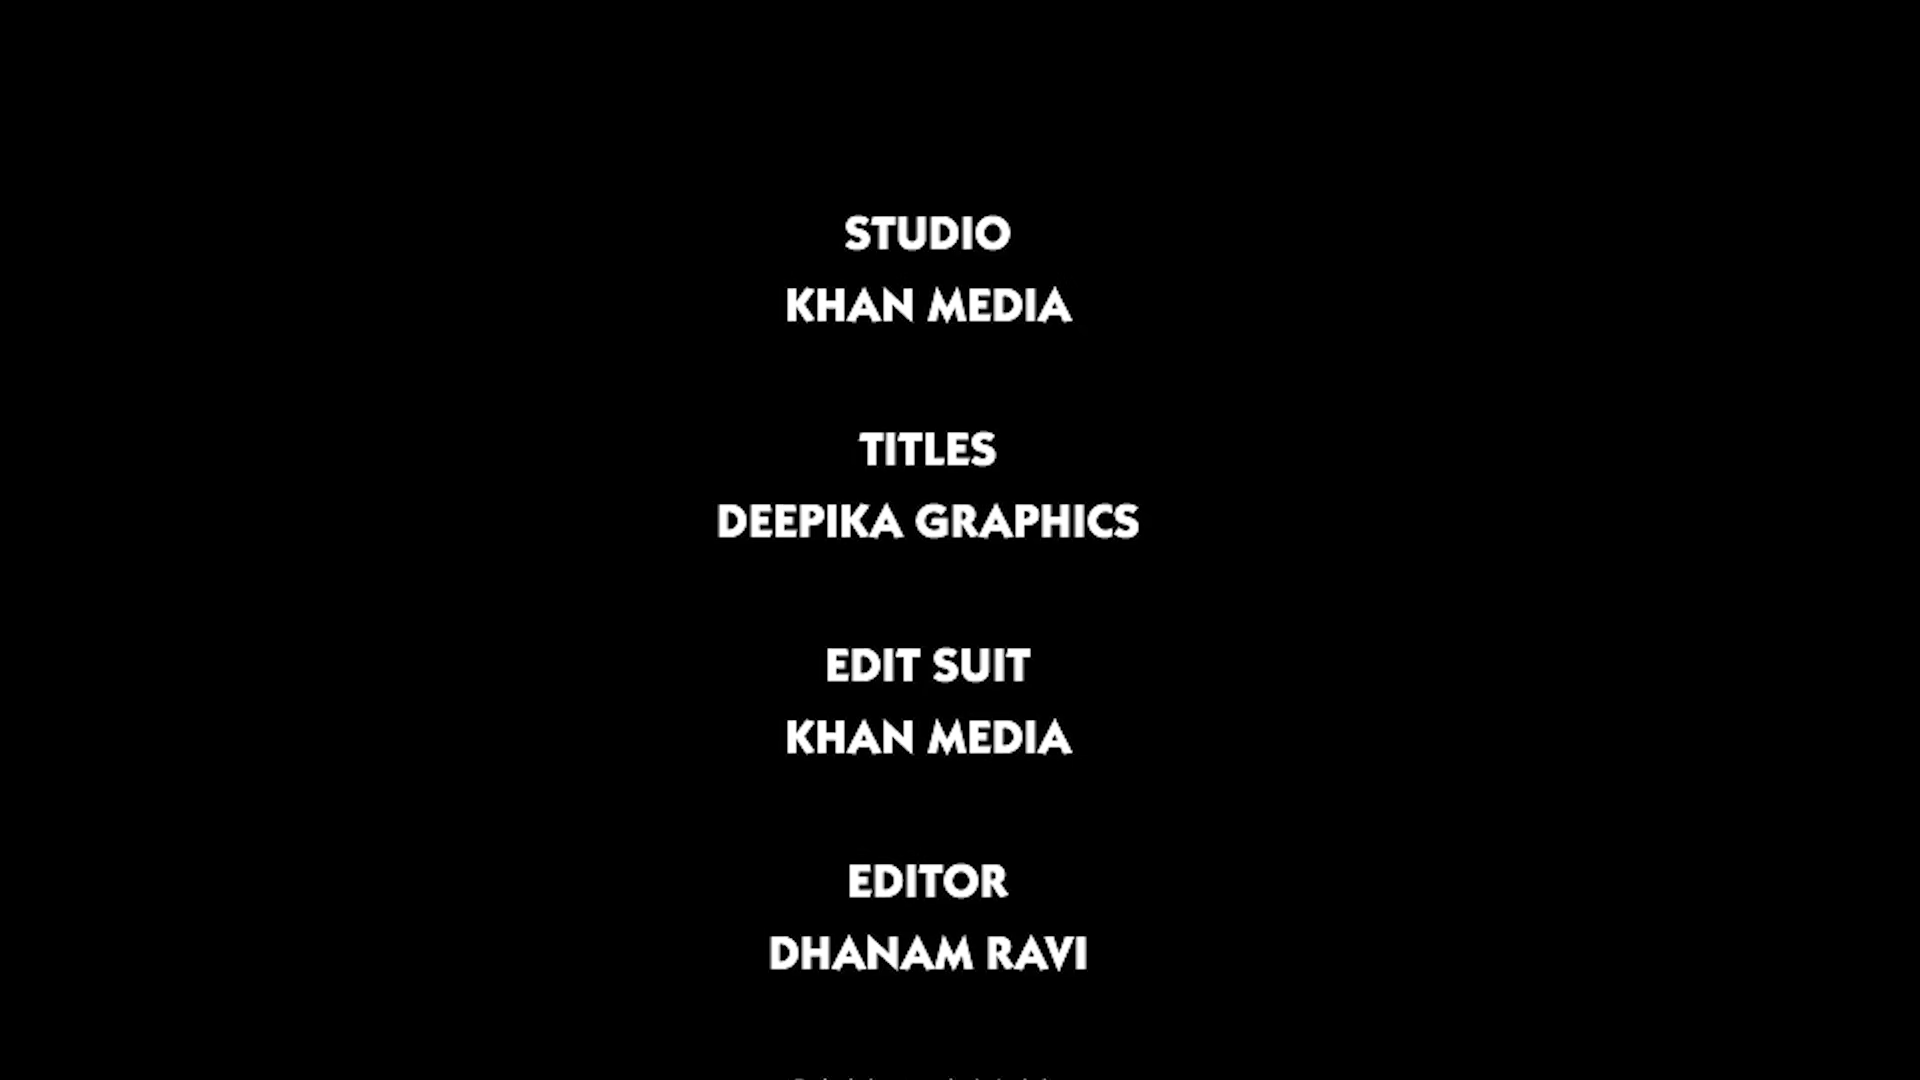 STUDIO
KHAN MEDIA
TITLES
DEEPIKA GRAPHICS
EDIT SUIT
KHAN MEDIA
EDITOR
DHANAM RAVI